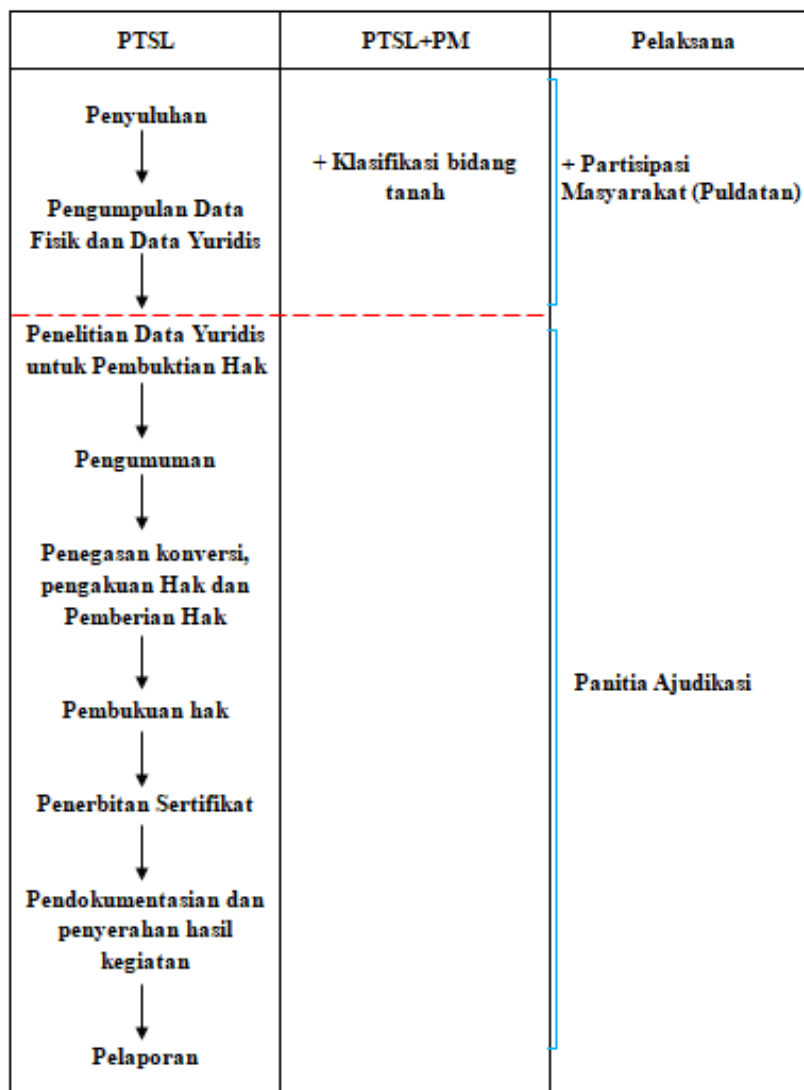 PTSL
PTSL+PM
Pelaksana
Penyuluhan
Pengumpulan Data
Fisik dan Data Yuridis
+ Klasifikasi bidang
tanah
+ Partisipasi
Masyarakat (Puldatan)
Penelitian Data Yuridis
untuk Pembuktian Hak
Pengumuman
Penegasan konversi,
pengakuan Hak dan
Pemberian Hak
Pembukuan hak
Penerbitan Sertifikat
Pendokumentasian dan
penyerahan hasil
kegiatan
Pelaporan
Panitia Ajudikasi